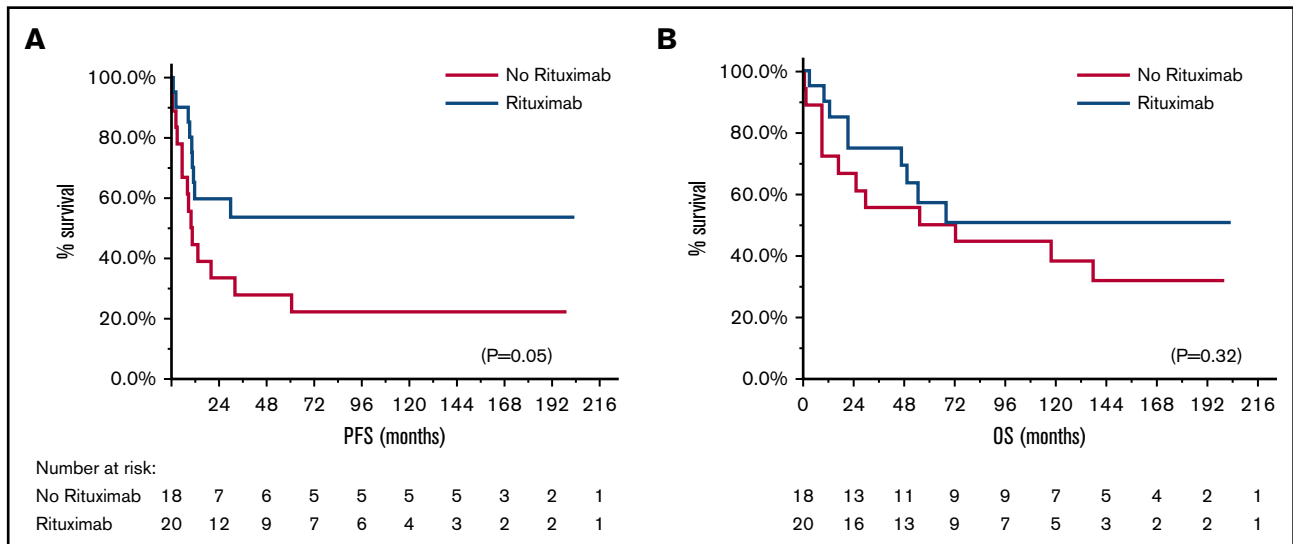 A
B
100.0%
80.0%
60.0%
40.0%
20.0%
0.0%
% survival
No Rituximab
Rituximab
(P=0.05)
24 48 72 96 120 144 168 192 216
PFS (months)
100.0%
80.0%
60.0%
40.0%
20.0%
0.0%
% survival
No Rituximab
Rituximab
(P=0.32)
0 24 48 72 96 120 144 168 192 216
OS (months)
Number at risk:
No Rituximab 18 7 6 5 5 5 5 3 2 1
Rituximab 20 12 9 7 6 4 3 2 2 1
18 13 11 9 9 7 5 4 2 1
20 16 13 9 7 5 3 2 2 1